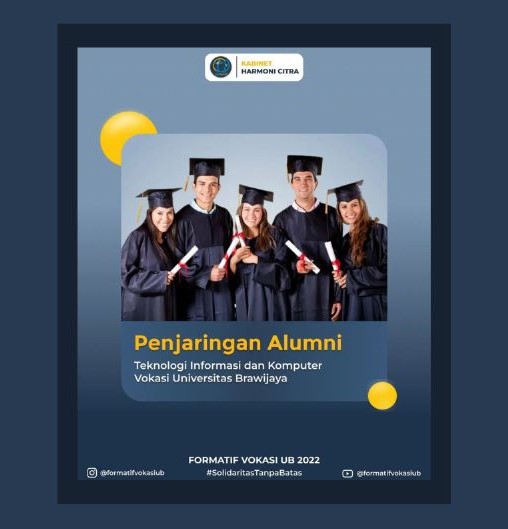 KABINET
HARMONI CITRA
Penjaringan Alumni
Teknologi Informasi dan Komputer
Vokasi Universitas Brawijaya
FORMATIF VOKASI UB 2022
@formatifvokasiub
#SolidaritasTanpaBatas
@formatifvokasiub